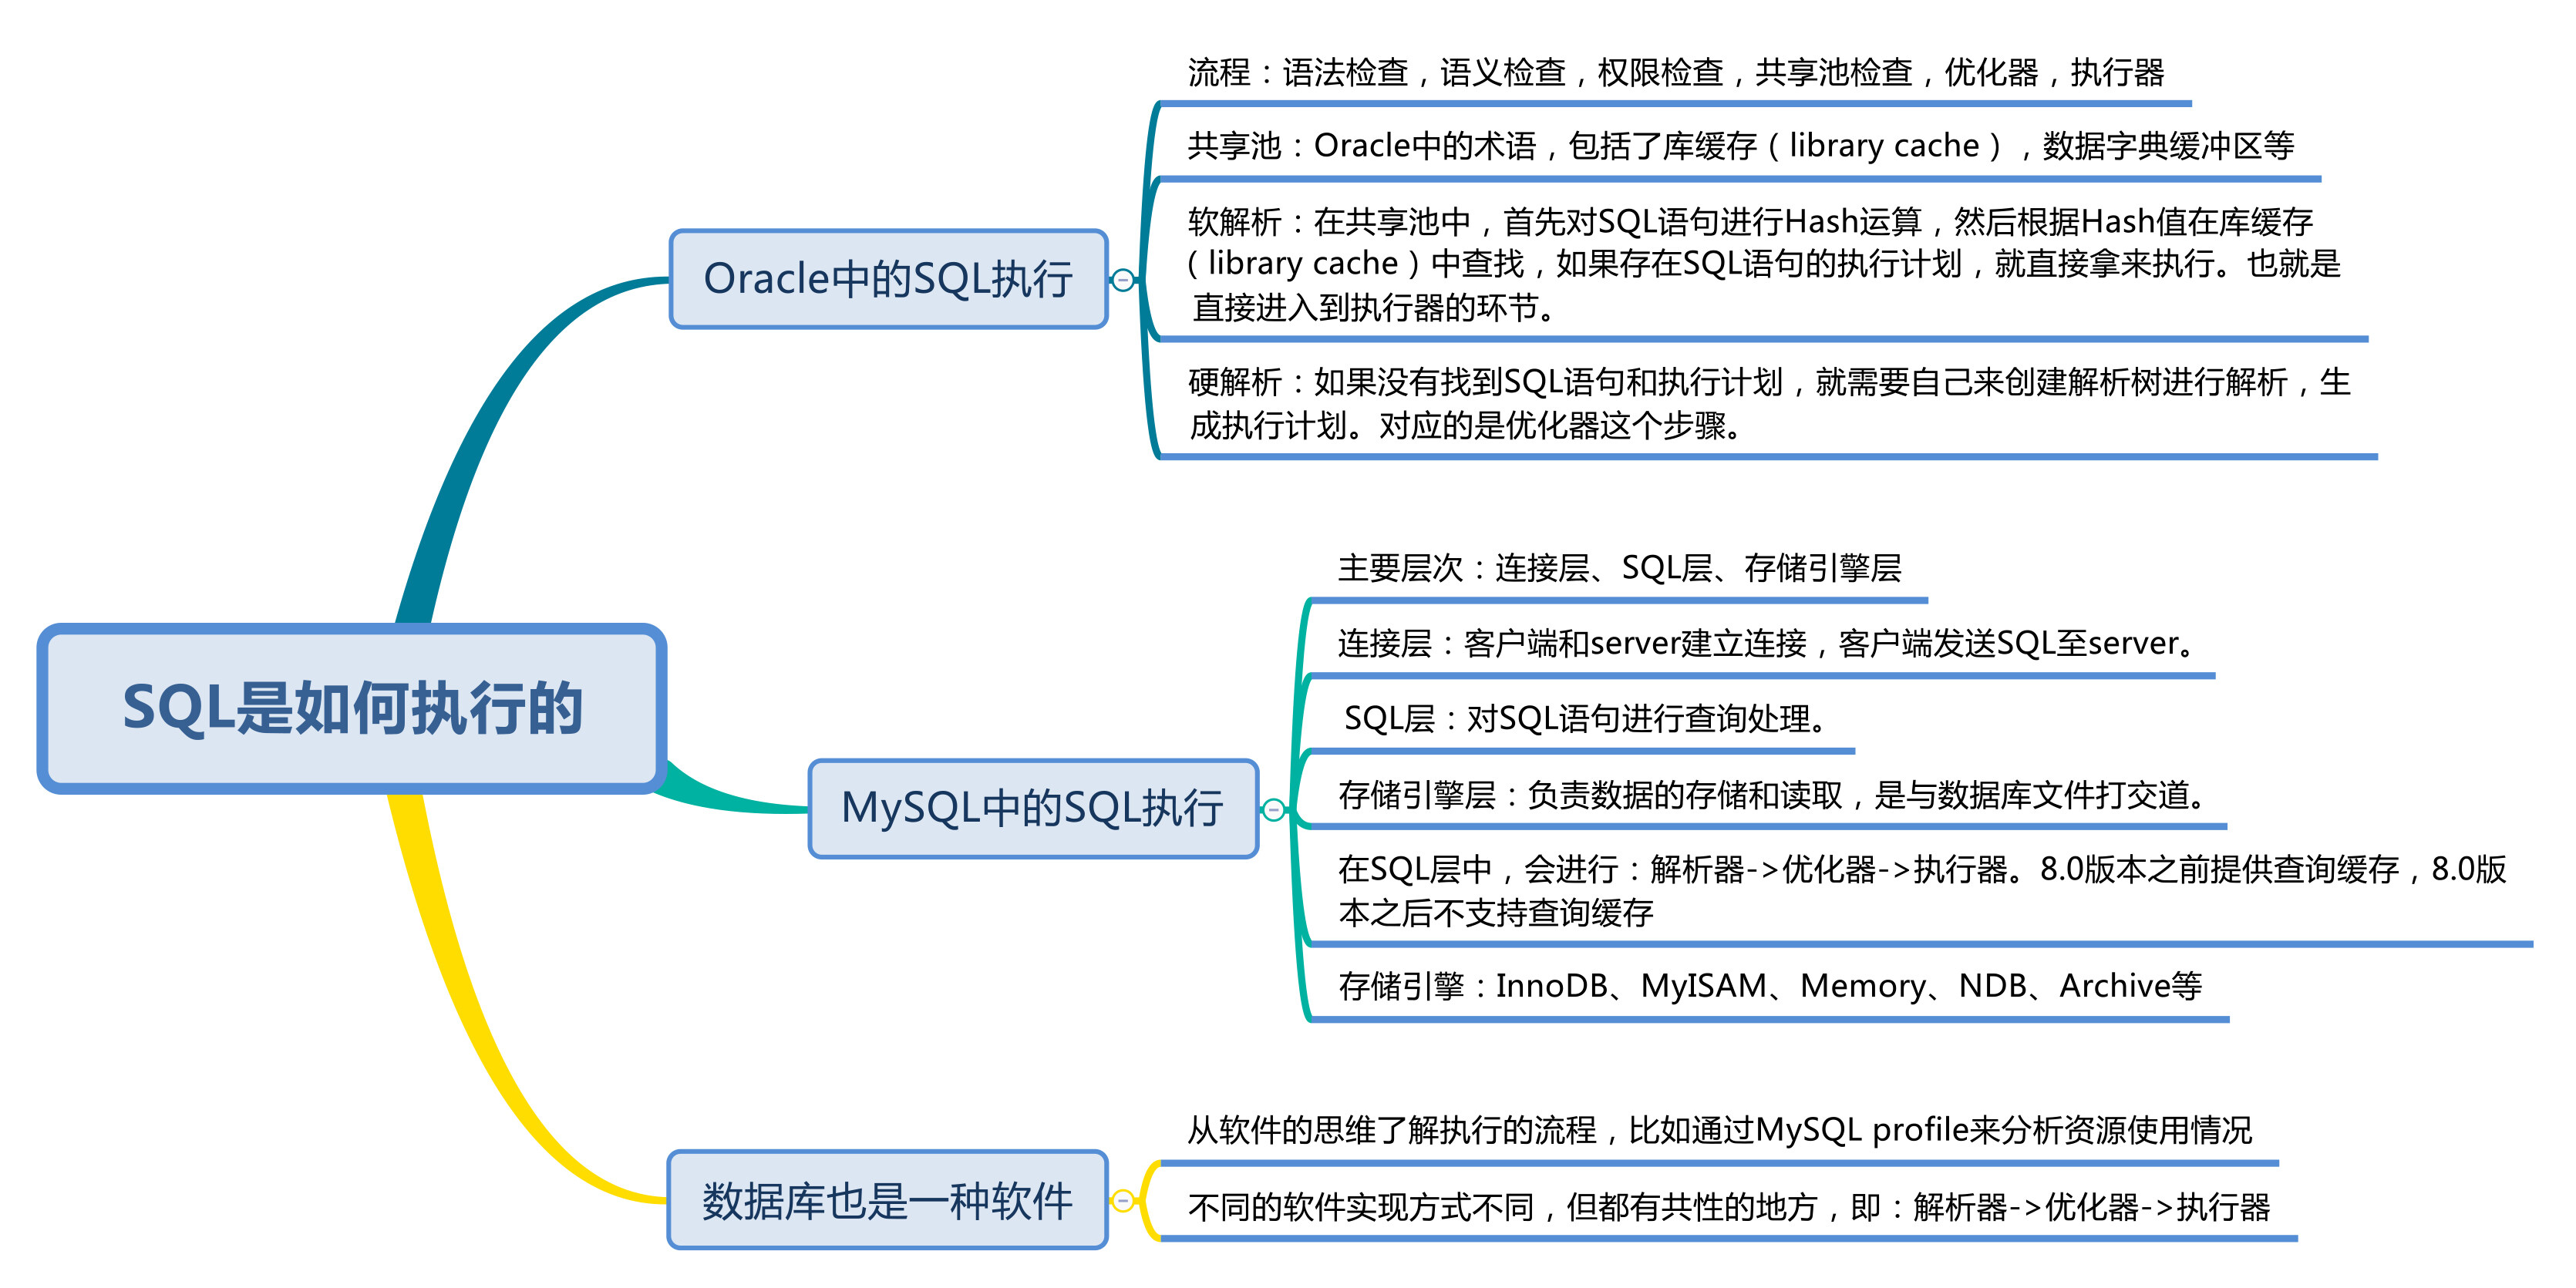 SQL是如何执行的
Oracle中的SQL执行
流程：语法检查，语义检查，权限检查，共享池检查，优化器，执行器
共享池：Oracle中的术语，包括了库缓存（library cache），数据字典缓冲区等
软解析：在共享池中，首先对SQL语句进行Hash运算，然后根据Hash值在库缓存
（library cache）中查找，如果存在SQL语句的执行计划，就直接拿来执行。也就是
直接进入到执行器的环节。
硬解析：如果没有找到SQL语句和执行计划，就需要自己来创建解析树进行解析，生
成执行计划。对应的是优化器这个步骤。
MySQL中的SQL执行
主要层次：连接层、SQL层、存储引擎层
连接层：客户端和server建立连接，客户端发送SQL至server。
SQL层：对SQL语句进行查询处理。
存储引擎层：负责数据的存储和读取，是与数据库文件打交道。
在SQL层中，会进行：解析器->优化器->执行器。8.0版本之前提供查询缓存，8.0版
本之后不支持查询缓存
存储引擎：InnoDB、MyISAM、Memory、NDB、Archive等
数据库也是一种软件
从软件的思维了解执行的流程，比如通过MySQL profile来分析资源使用情况
不同的软件实现方式不同，但都有共性的地方，即：解析器->优化器->执行器